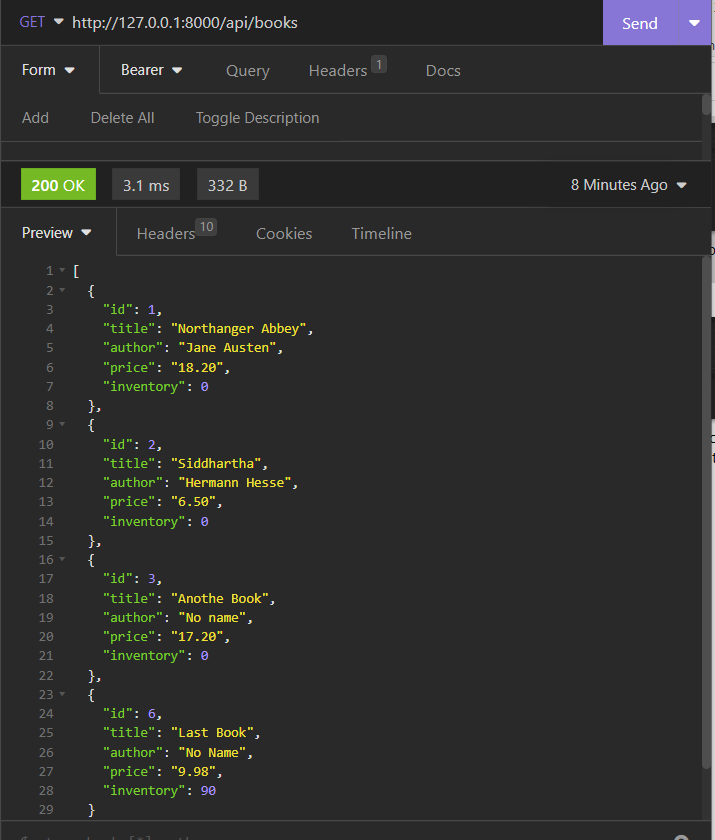 GET http://127.0.0.1:8000/api/books Send
Form Bearer Query Headers 1 Docs
Add Delete All Toggle Description
200 OK 3.1 ms 332 B 8 Minutes Ago
Preview Headers 10 Cookies Timeline
1 [
2 {
3 "id": 1,
4 "title": "Northanger Abbey",
5 "author": "Jane Austen",
6 "price": "18.20",
7 "inventory": 0
8 },
9 {
10 "id": 2,
11 "title": "Siddhartha",
12 "author": "Hermann Hesse",
13 "price": "6.50",
14 "inventory": 0
15 },
16 {
17 "id": 3,
18 "title": "Anothe Book",
19 "author": "No name",
20 "price": "17.20",
21 "inventory": 0
22 },
23 {
24 "id": 6,
25 "title": "Last Book",
26 "author": "No Name",
27 "price": "9.98",
28 "inventory": 90
29 }